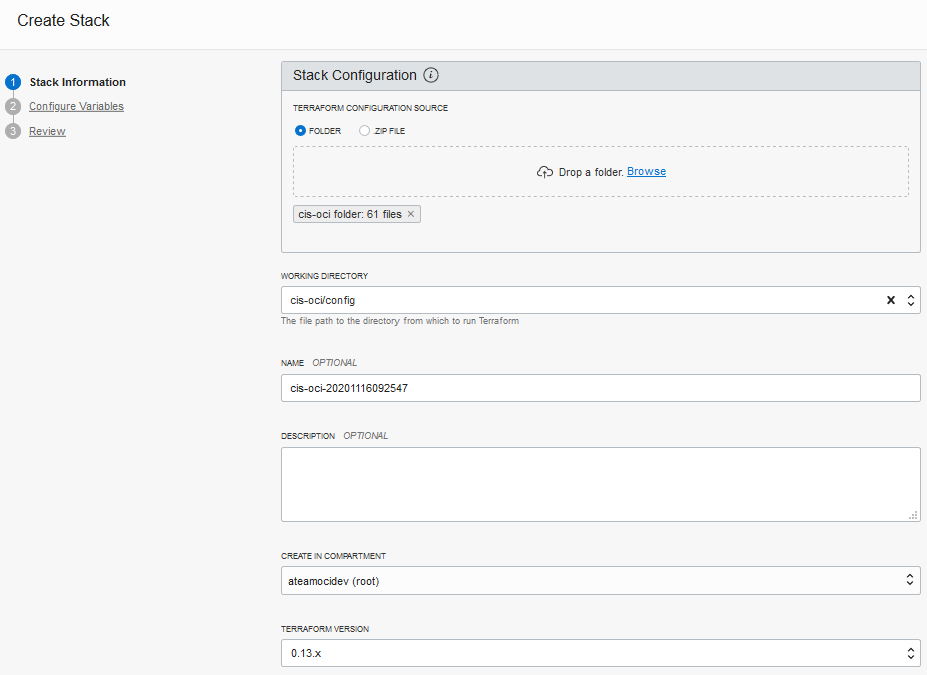 Create Stack
1 Stack Information
2 Configure Variables
3 Review
Stack Configuration i
TERRAFORM CONFIGURATION SOURCE
FOLDER .ZIP FILE
Drop a folder. Browse
cis-oci folder: 61 files ×
WORKING DIRECTORY
cis-oci/config
The file path to the directory from which to run Terraform
NAME OPTIONAL
cis-oci-20201116092547
DESCRIPTION OPTIONAL
CREATE IN COMPARTMENT
ateamocidev (root)
TERRAFORM VERSION
0.13.x